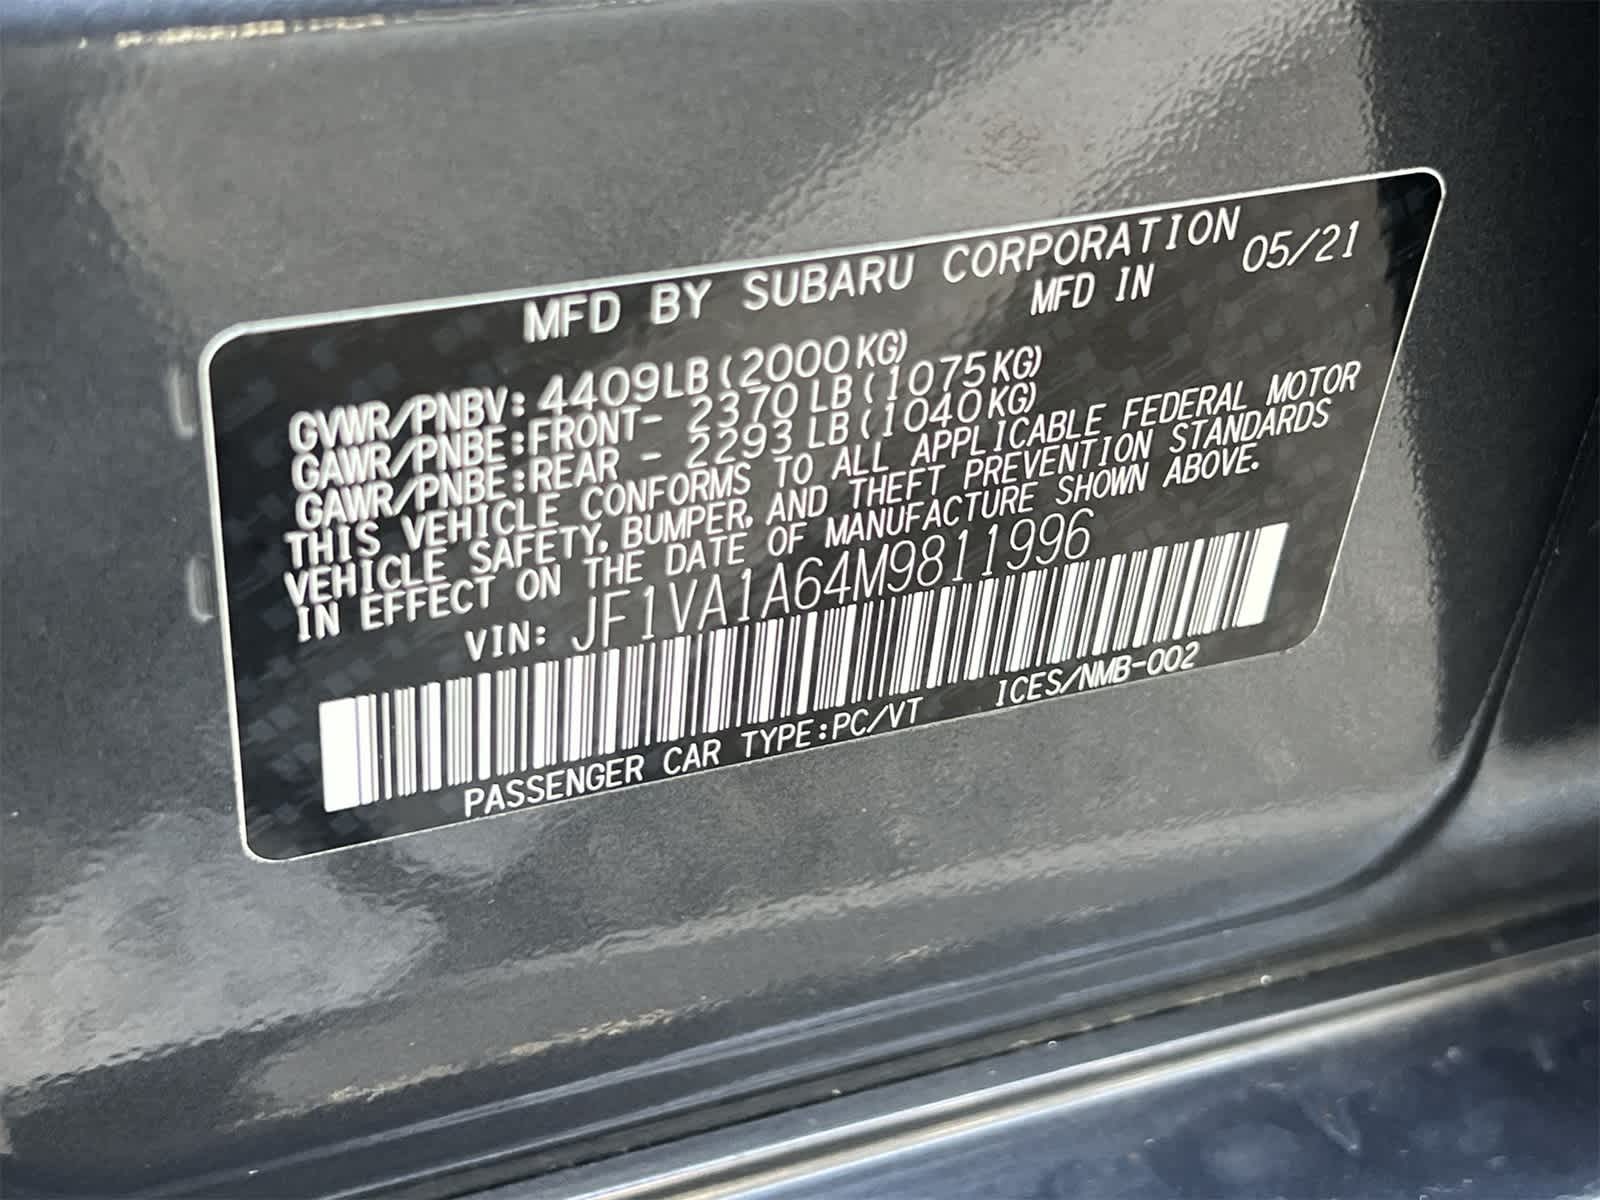 MFD BY SUBARU CORPORATION
MFD IN 05/21
GVWR/PNBV: 4409LB(2000KG)
GAWR/PNBE:FRONT- 2370LB(1075KG)
GAWR/PNBE:REAR - 2293LB(1040KG)
THIS VEHICLE CONFORMS TO ALL APPLICABLE FEDERAL MOTOR
VEHICLE SAFETY, BUMPER, AND THEFT PREVENTION STANDARDS
IN EFFECT ON THE DATE OF MANUFACTURE SHOWN ABOVE.
VIN: JF1VA1A64M9811996
PASSENGER CAR TYPE:PC/VT ICES/NMB-002